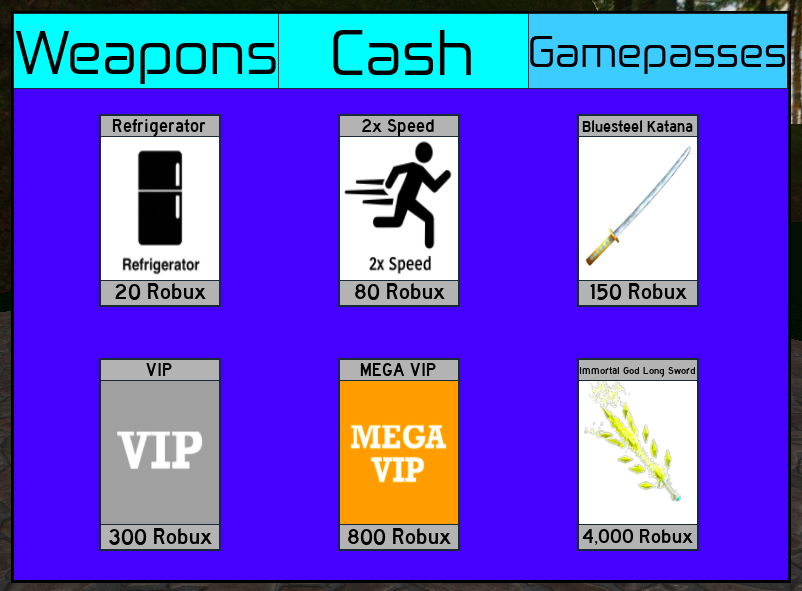 Weapons
Cash
Gamepasses
Refrigerator
Refrigerator
20 Robux
2x Speed
2x Speed
80 Robux
Bluesteel Katana
150 Robux
VIP
VIP
300 Robux
MEGA VIP
MEGA
VIP
800 Robux
Immortal God Long Sword
4,000 Robux